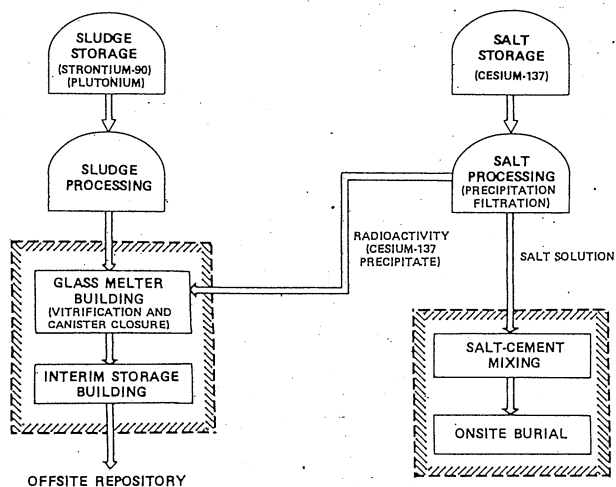 SLUDGE
STORAGE
(STRONTIUM-90)
(PLUTONIUM)
SALT
STORAGE
(CESIUM-137)
SLUDGE
PROCESSING
SALT
PROCESSING
(PRECIPITATION
FILTRATION)
RADIOACTIVITY
(CESIUM-137
PRECIPITATE)
SALT SOLUTION
GLASS MELTER
BUILDING
(VITRIFICATION AND
CANISTER CLOSURE)
INTERIM STORAGE
BUILDING
SALT-CEMENT
MIXING
ONSITE BURIAL
OFFSITE REPOSITORY